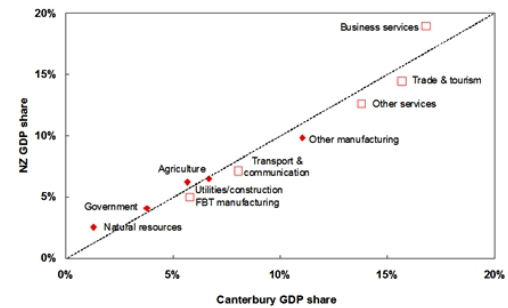 20%
Business services
15%
Trade & tourism
Other services
NZ GDP share
10%
Other manufacturing
Agriculture
Transport &
communication
Utilities/construction
5%
Government
FBT manufacturing
Natural resources
0%
0%
5%
10%
15%
20%
Canterbury GDP share